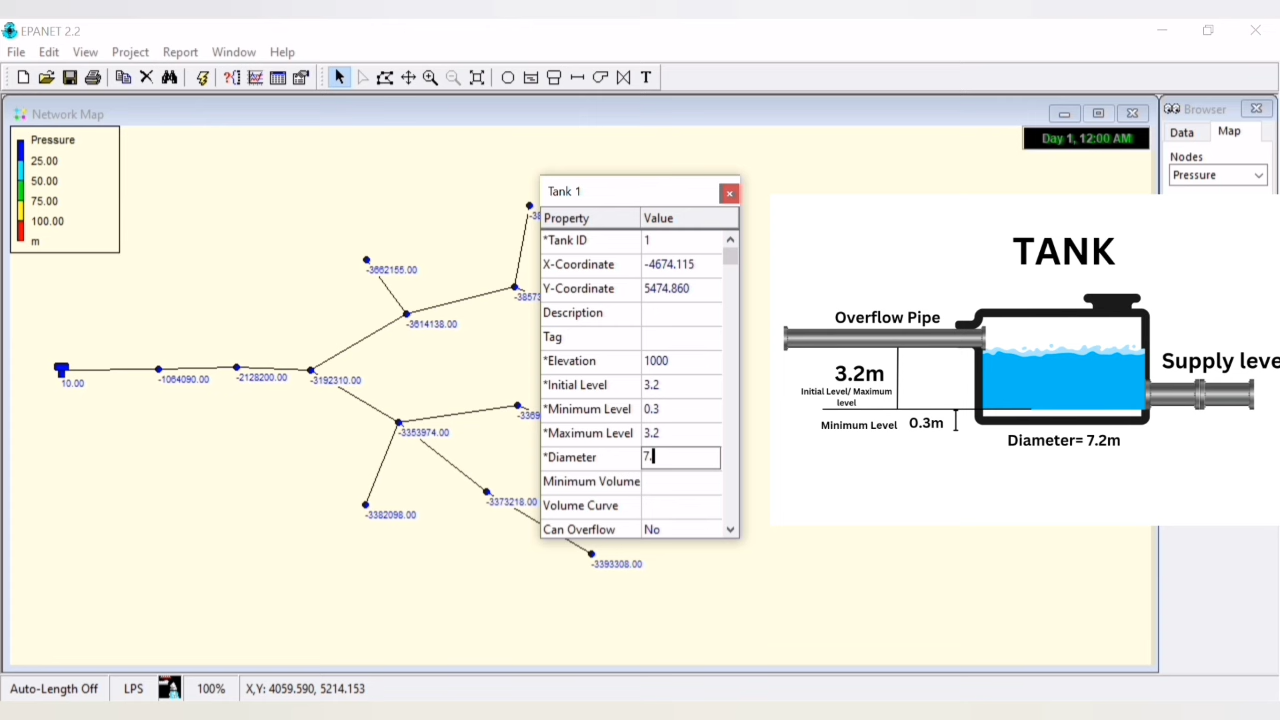 EPANET 2.2
File Edit View Project Report Window Help
Network Map
Browser
Pressure
25.00
50.00
75.00
100.00
m
Day 1, 12:00 AM
Data Map
Nodes
Pressure
Tank 1
Property Value
*Tank ID 1
X-Coordinate -4674.115
Y-Coordinate 5474.860
Description
Tag
*Elevation 1000
*Initial Level 3.2
*Minimum Level 0.3
*Maximum Level 3.2
*Diameter 7.
Minimum Volume
Volume Curve
Can Overflow No
-3662155.00
-3614138.00
10.00
-1064090.00
-2128200.00
-3192310.00
-3353974.00
-3382098.00
-3373218.00
-3393308.00
TANK
Overflow Pipe
Supply leve
3.2m
Initial Level/ Maximum
level
Minimum Level 0.3m
Diameter= 7.2m
Auto-Length Off LPS 100% X,Y: 4059.590, 5214.153